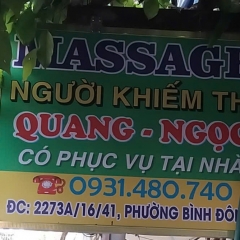 MASSAGE
NGƯỜI KHIẾM TH
QUANG - NGỌC
CÓ PHỤC VỤ TẠI NHÀ
☎0931.480.740
ĐC: 2273A/16/41, PHƯỜNG BÌNH ĐÔ